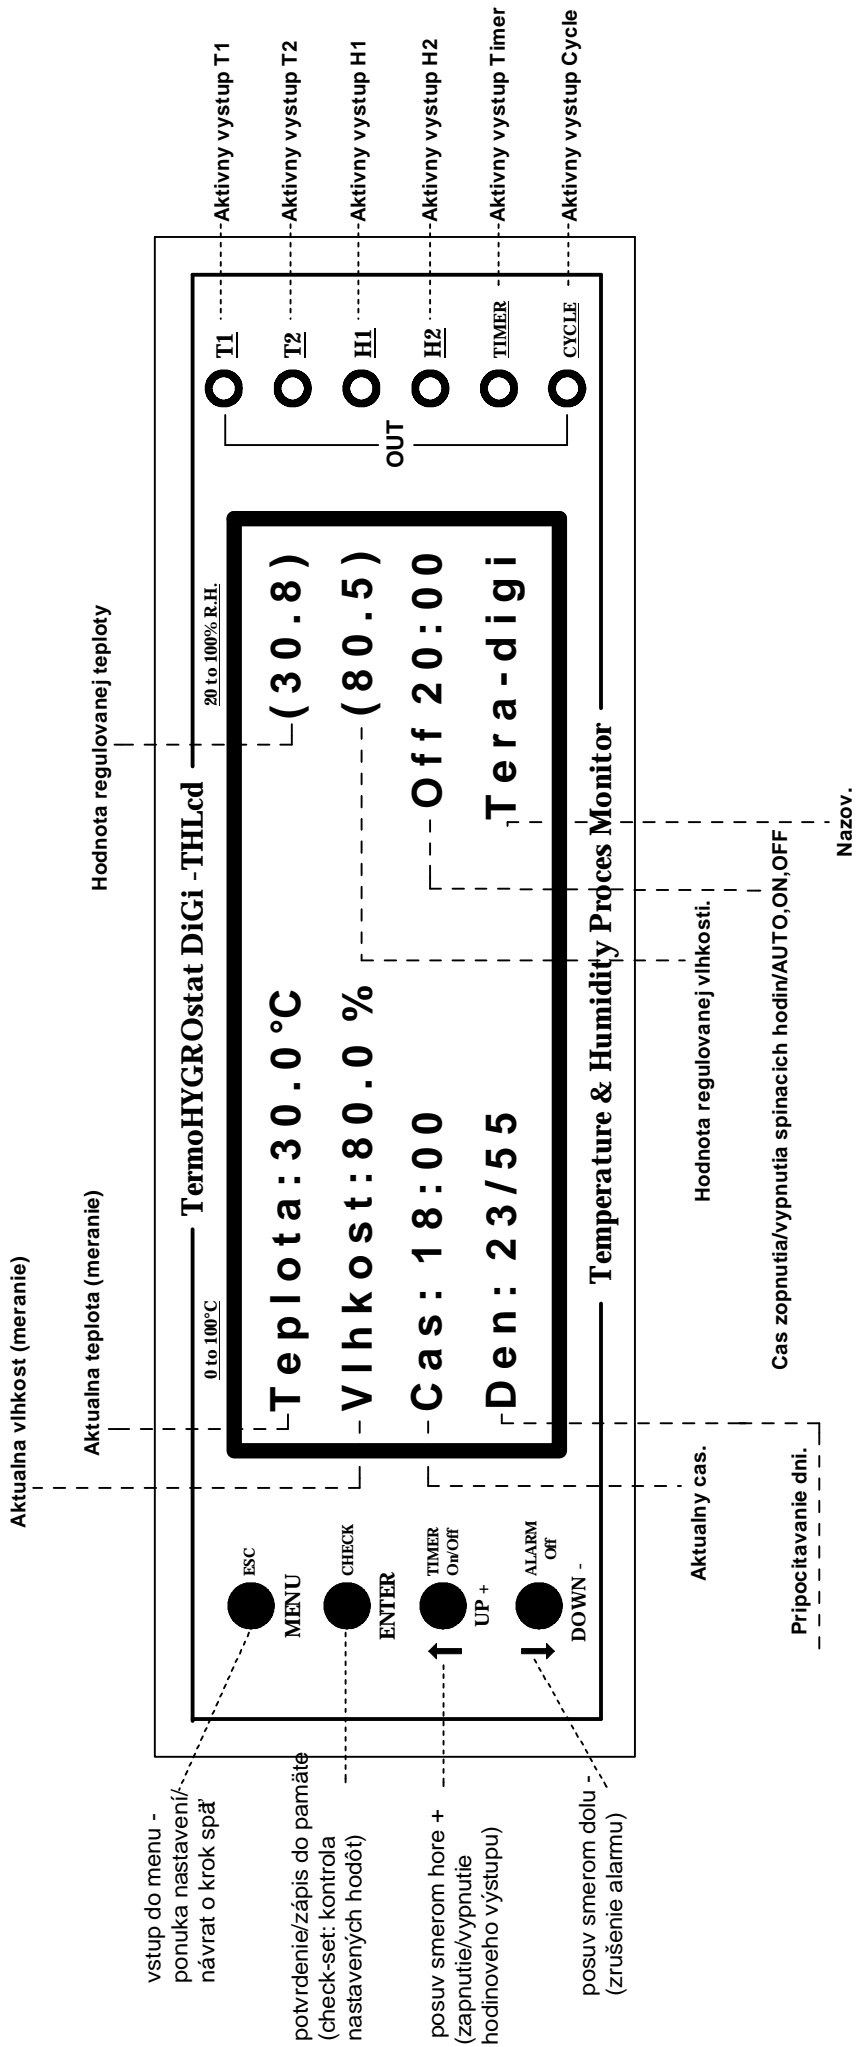 Aktualna vlhkost (meranie)
Aktualna teplota (meranie)
Hodnota regulovanej teploty
TermoHYGROstat DiGi -THLcd
0 to 100°C
20 to 100% R.H.
Teplota:30.0°C (30.8)
Vlhkost:80.0 % (80.5)
Cas: 18:00 Off 20:00
Den: 23/55 Tera-digi
Temperature & Humidity Proces Monitor
ESC
MENU
CHECK
ENTER
TIMER
On/Off
UP +
ALARM
Off
DOWN -
vstup do menu -
ponuka nastavení/
návrat o krok späť
potvrdenie/zápis do pamäte
(check-set: kontrola
nastavených hodôt)
posuv smerom hore +
(zapnutie/vypnutie
hodinoveho výstupu)
posuv smerom dolu -
(zrušenie alarmu)
OUT
T1
T2
H1
H2
TIMER
CYCLE
Aktivny vystup T1
Aktivny vystup T2
Aktivny vystup H1
Aktivny vystup H2
Aktivny vystup Timer
Aktivny vystup Cycle
Aktualny cas.
Hodnota regulovanej vlhkosti.
Cas zopnutia/vypnutia spinacich hodin/AUTO,ON,OFF
Pripocitavanie dni.
Nazov.